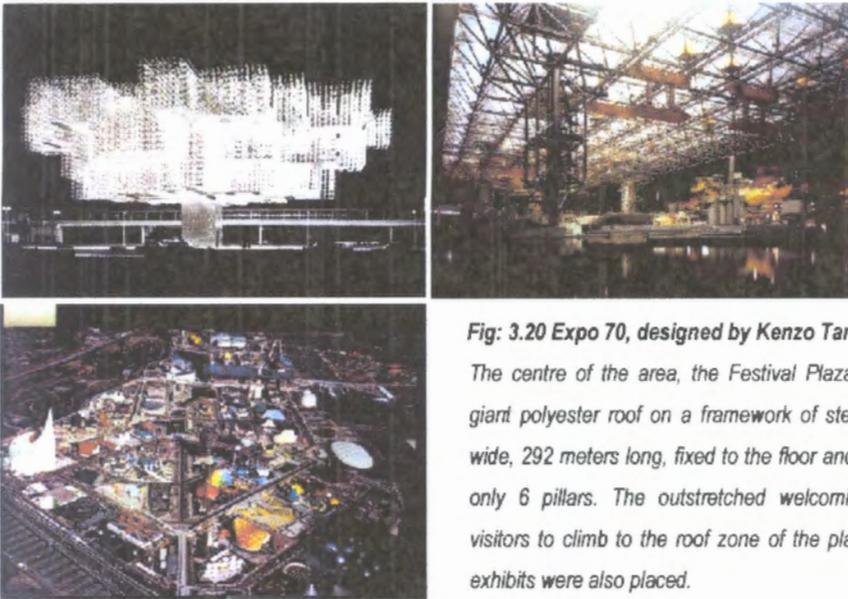 Fig: 3.20 Expo 70, designed by Kenzo Tan
The centre of the area, the Festival Plaza
giant polyester roof on a framework of ste
wide, 292 meters long, fixed to the floor and
only 6 pillars. The outstretched welcomi
visitors to climb to the roof zone of the pla
exhibits were also placed.